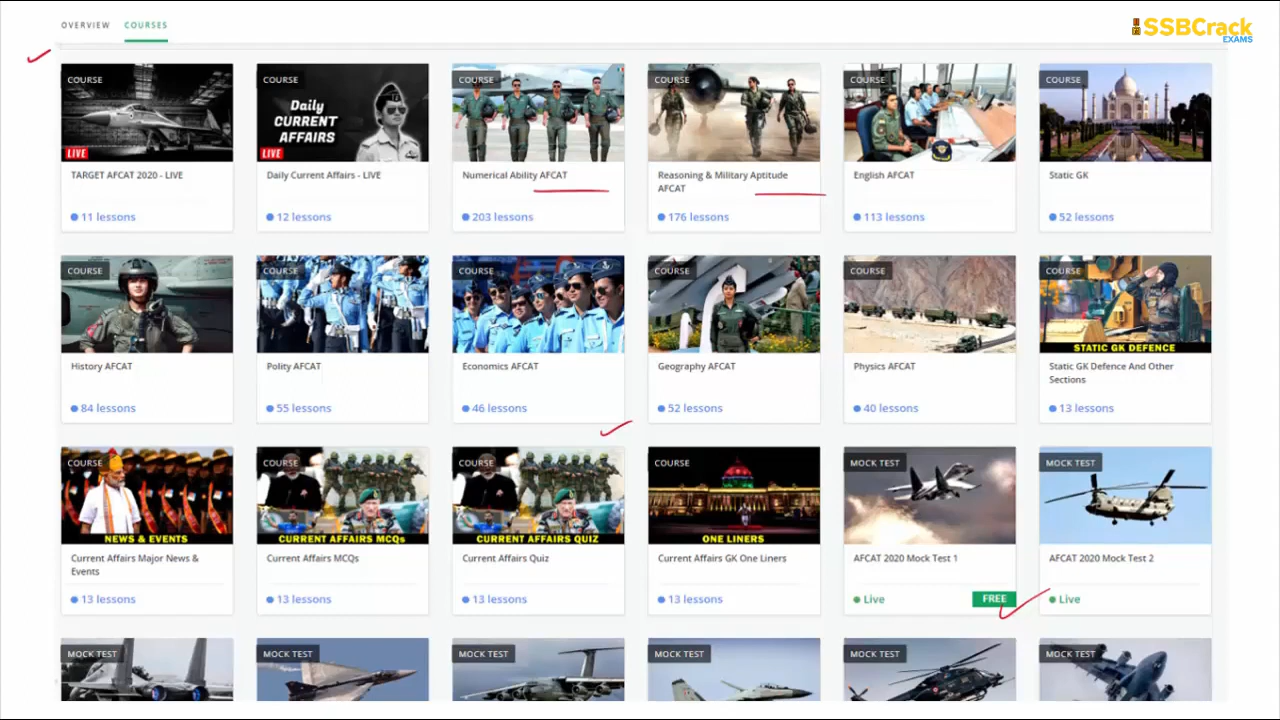 OVERVIEW COURSES
SSBCrack
EXAMS
COURSE
LIVE
TARGET AFCAT 2020 - LIVE
11 lessons
COURSE
Daily
CURRENT
AFFAIRS
LIVE
Daily Current Affairs - LIVE
12 lessons
COURSE
Numerical Ability AFCAT
203 lessons
COURSE
Reasoning & Military Aptitude
AFCAT
176 lessons
COURSE
English AFCAT
113 lessons
COURSE
Static GK
52 lessons
COURSE
History AFCAT
84 lessons
COURSE
Polity AFCAT
55 lessons
COURSE
Economics AFCAT
46 lessons
COURSE
Geography AFCAT
52 lessons
COURSE
Physics AFCAT
40 lessons
COURSE
STATIC GK DEFENCE
Static GK Defence And Other
Sections
13 lessons
COURSE
NEWS & EVENTS
Current Affairs Major News &
Events
13 lessons
COURSE
CURRENT AFFAIRS MCQs
Current Affairs MCQs
13 lessons
COURSE
CURRENT AFFAIRS QUIZ
Current Affairs Quiz
13 lessons
COURSE
ONE LINERS
Current Affairs GK One Liners
13 lessons
MOCK TEST
AFCAT 2020 Mock Test 1
Live
FREE
MOCK TEST
AFCAT 2020 Mock Test 2
Live
MOCK TEST
MOCK TEST
MOCK TEST
MOCK TEST
MOCK TEST
MOCK TEST